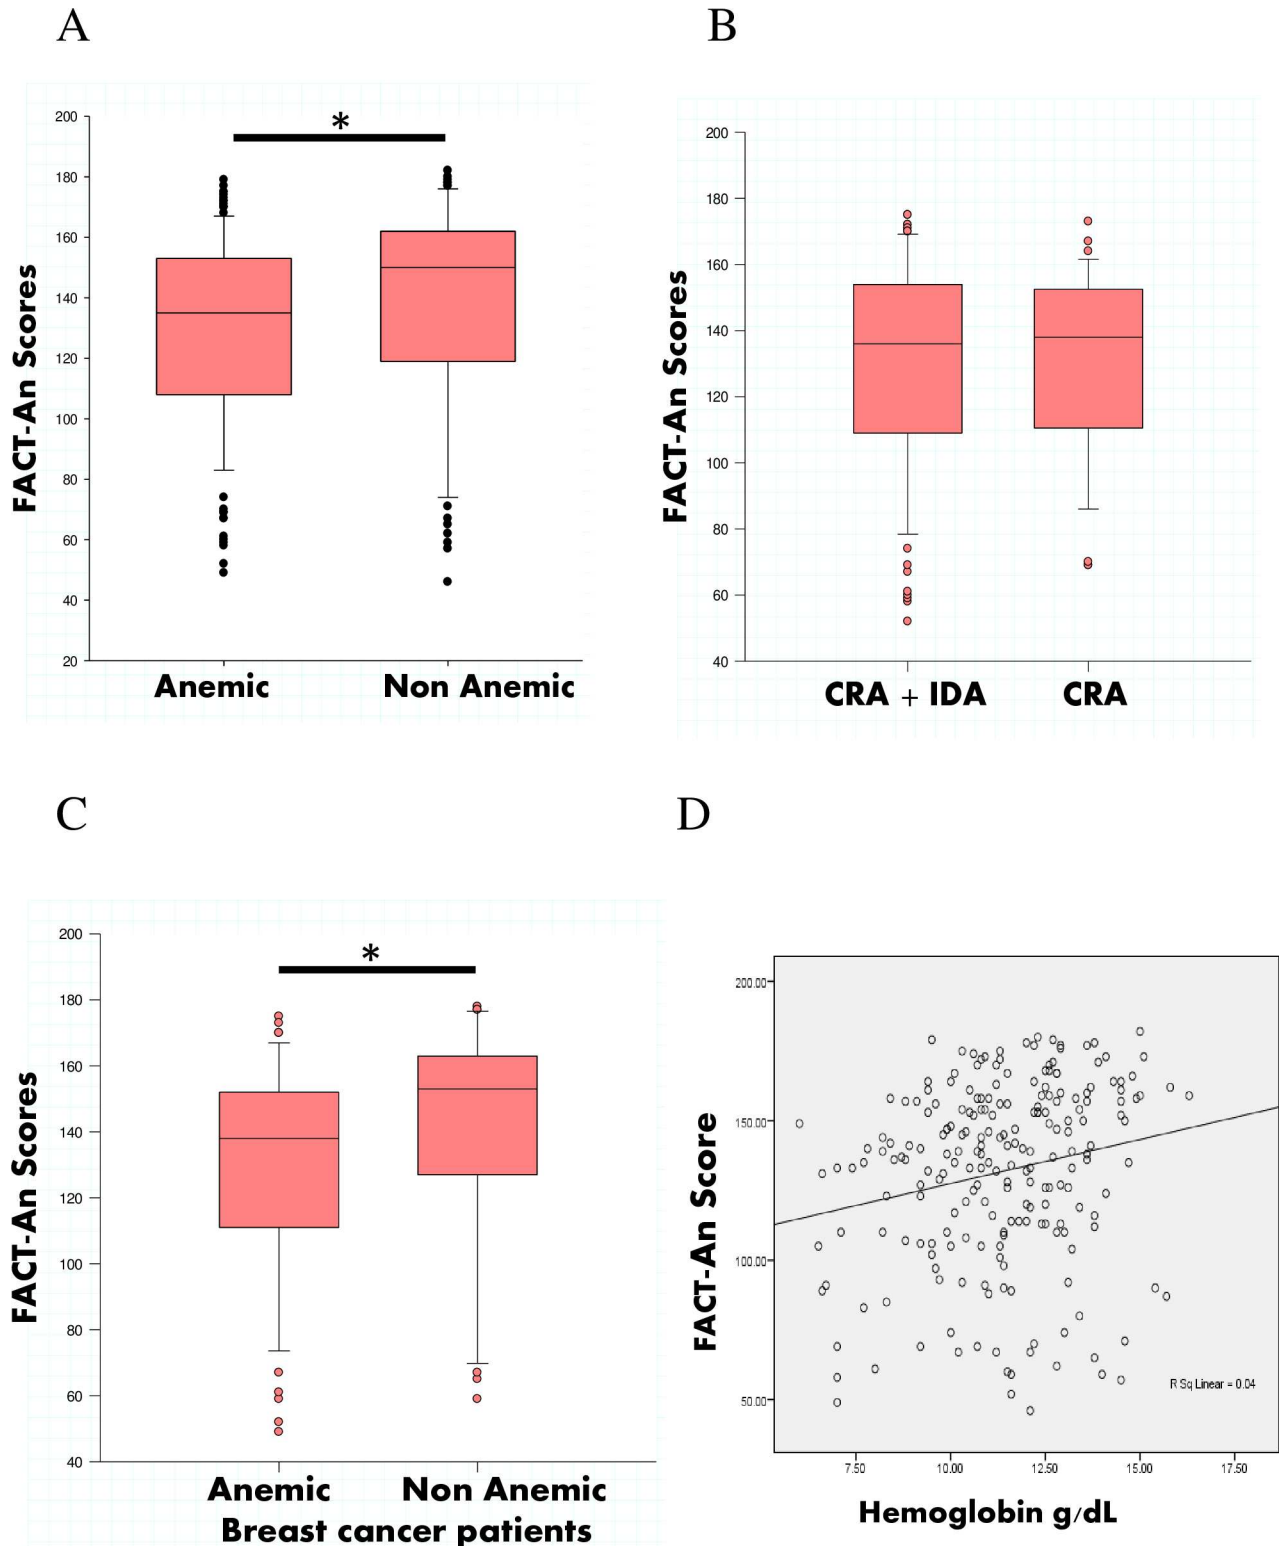 A
FACT-An Scores
200
180
160
140
120
100
80
60
40
20
*
Anemic Non Anemic
B
FACT-An Scores
200
180
160
140
120
100
80
60
40
CRA + IDA CRA
C
FACT-An Scores
200
180
160
140
120
100
80
60
40
*
Anemic Non Anemic
Breast cancer patients
D
FACT-An Score
200.00
150.00
100.00
50.00
R Sq Linear = 0.04
7.50 10.00 12.50 15.00 17.50
Hemoglobin g/dL